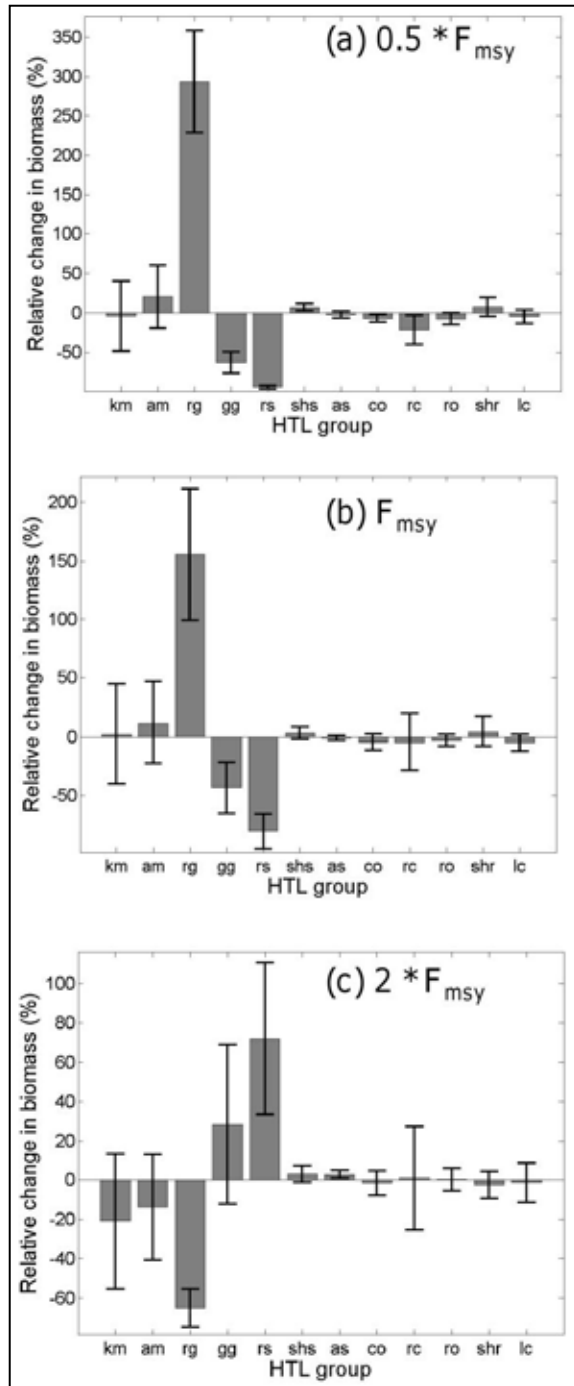 (a) 0.5 *Fmsy
Relative change in biomass (%)
350
300
250
200
150
100
50
0
-50
km am rg gg rs shs as co rc ro shr lc
HTL group
(b) Fmsy
Relative change in biomass (%)
200
150
100
50
0
-50
km am rg gg rs shs as co rc ro shr lc
HTL group
(c) 2 *Fmsy
Relative change in biomass (%)
100
80
60
40
20
0
-20
-40
-60
km am rg gg rs shs as co rc ro shr lc
HTL group